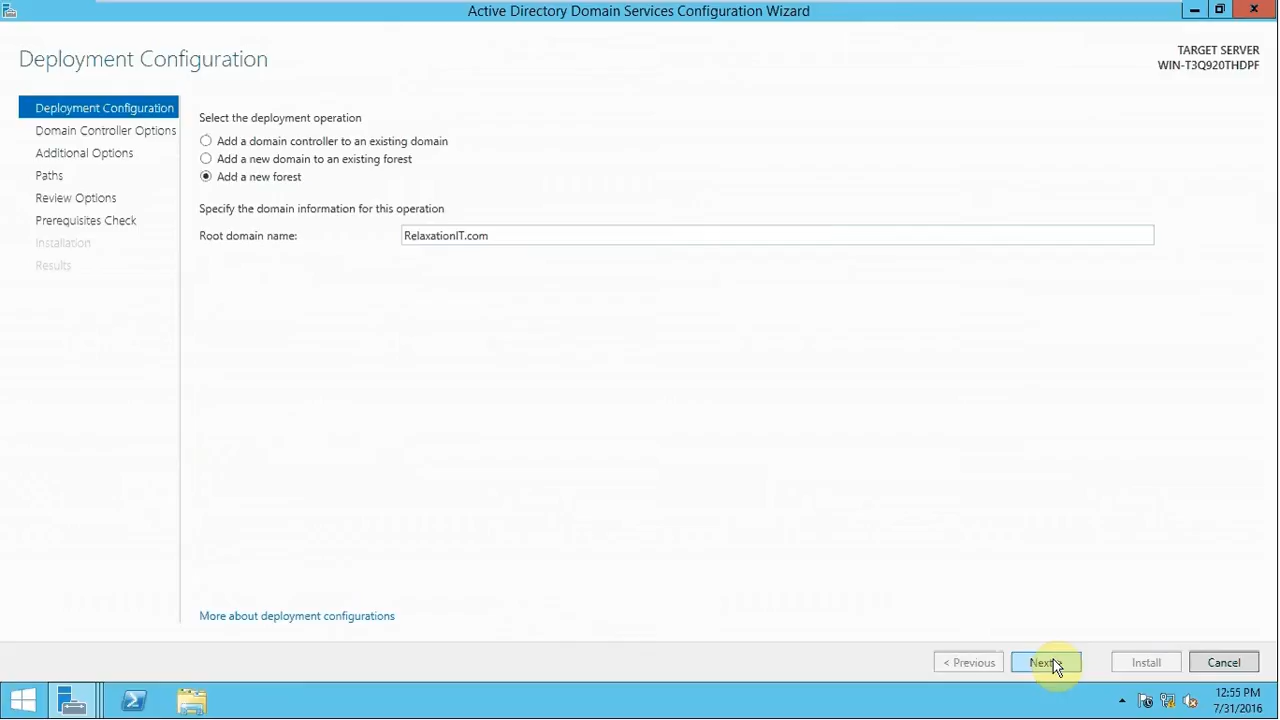 Active Directory Domain Services Configuration Wizard
Deployment Configuration
TARGET SERVER
WIN-T3Q920THDPF
Deployment Configuration
Domain Controller Options
Additional Options
Paths
Review Options
Prerequisites Check
Installation
Results
Select the deployment operation
Add a domain controller to an existing domain
Add a new domain to an existing forest
Add a new forest
Specify the domain information for this operation
Root domain name:
RelaxationIT.com
More about deployment configurations
< Previous
Next
Install
Cancel
12:55 PM
7/31/2016